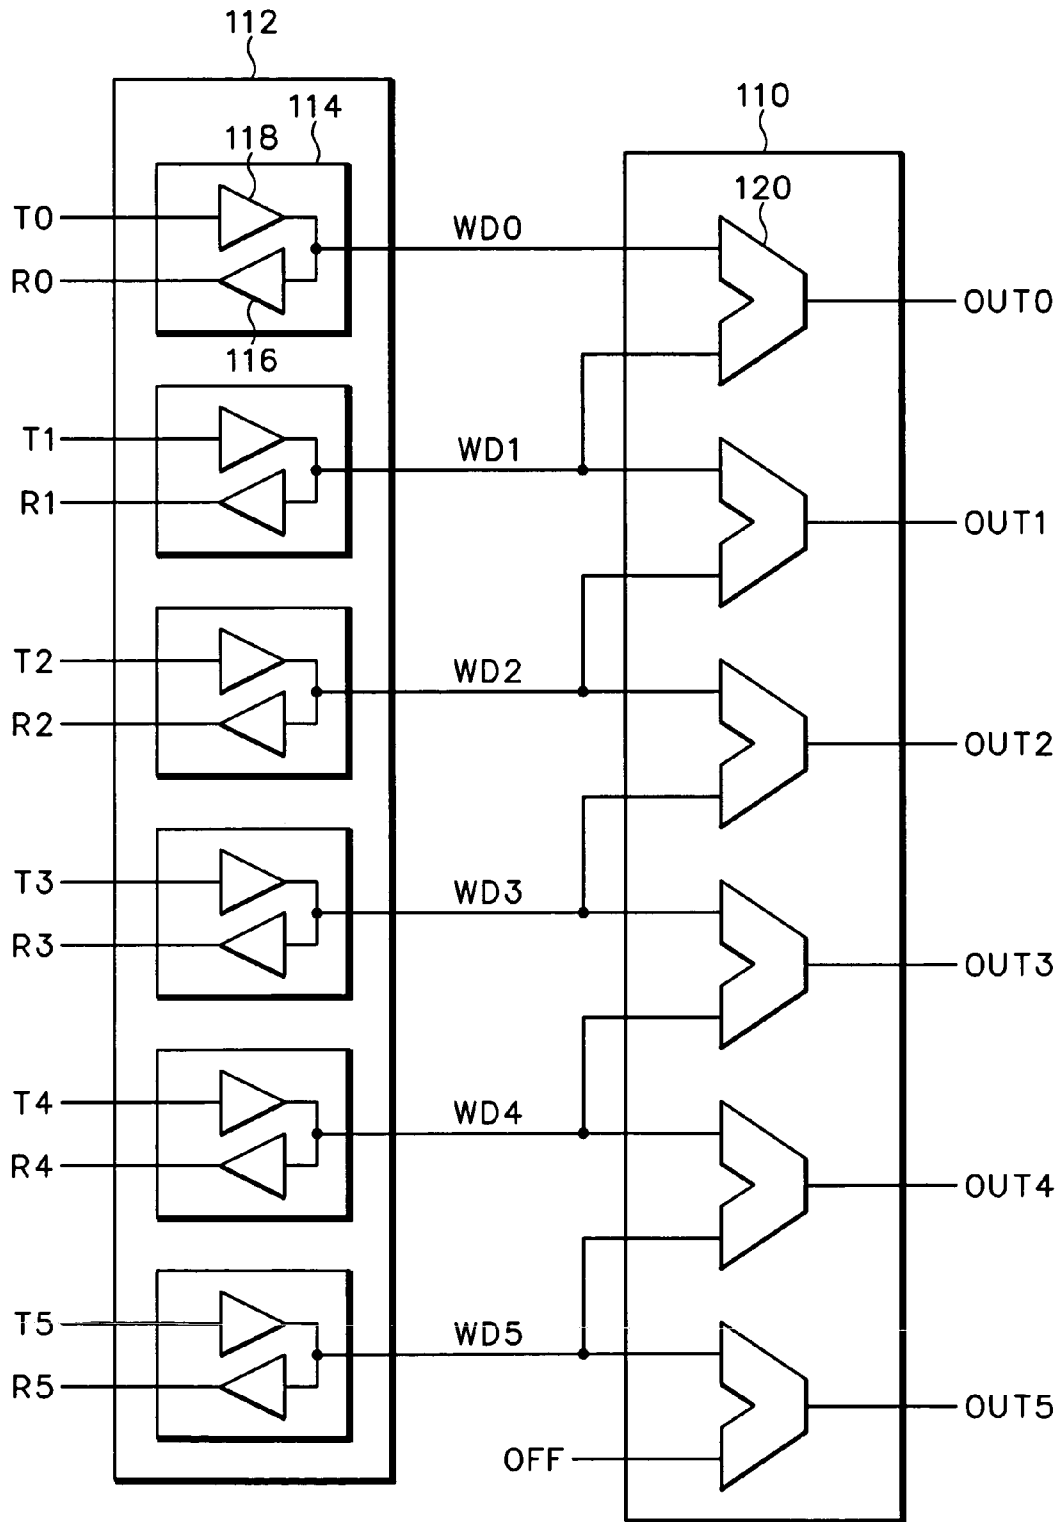 112
110
114
118
120
T0
WD0
R0
OUT0
116
T1
WD1
R1
OUT1
T2
WD2
R2
OUT2
T3
WD3
R3
OUT3
T4
WD4
R4
OUT4
T5
WD5
R5
OUT5
OFF